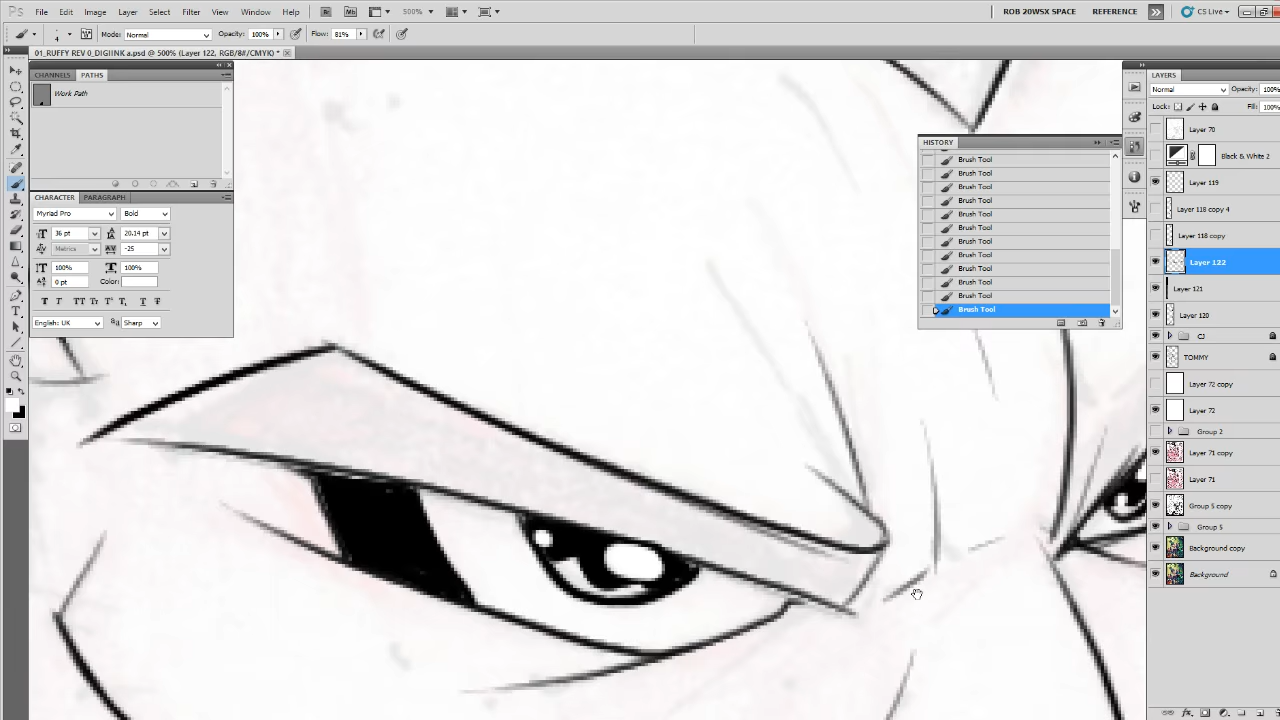 File Edit Image Layer Select Filter View Window Help Br Mb 500% ROB 20WSX SPACE REFERENCE CS Live
4 Mode: Normal Opacity: 100% Flow: 81%
01_RUFFY REV 0_DIGIINK a.psd @ 500% (Layer 122, RGB/8#/CMYK) *
CHANNELS PATHS
Work Path
CHARACTER PARAGRAPH
Myriad Pro Bold
36 pt 20.14 pt
Metrics -25
100% 100%
0 pt Color:
English: UK Sharp
HISTORY
Brush Tool
Brush Tool
Brush Tool
Brush Tool
Brush Tool
Brush Tool
Brush Tool
Brush Tool
Brush Tool
Brush Tool
Brush Tool
Brush Tool
LAYERS
Normal Opacity: 100%
Lock: Fill: 100%
Layer 70
Black & White 2
Layer 119
Layer 118 copy 4
Layer 118 copy
Layer 122
Layer 121
Layer 120
TOMMY
Layer 72 copy
Layer 72
Group 2
Layer 71 copy
Layer 71
Group 5 copy
Group 5
Background copy
Background